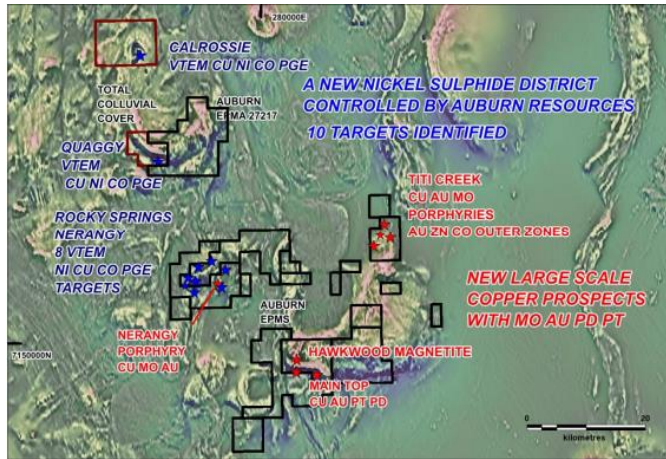 280000E
CALROSSIE
VTEM CU NI CO PGE
A NEW NICKEL SULPHIDE DISTRICT
CONTROLLED BY AUBURN RESOURCES
10 TARGETS IDENTIFIED
TOTAL
COLLUVIAL
COVER
AUBURN
EPMA 27217
QUAGGY
VTEM
CU NI CO PGE
TITI CREEK
CU AU MO
PORPHYRIES
AU ZN CO OUTER ZONES
ROCKY SPRINGS
NERANGY
8 VTEM
NI CU CO PGE
TARGETS
NEW LARGE SCALE
COPPER PROSPECTS
WITH MO AU PD PT
AUBURN
EPMS
NERANGY
PORPHYRY
CU MO AU
7150000N
HAWKWOOD MAGNETITE
MAIN TOP
CU AU PT PD
0
20
kilometres